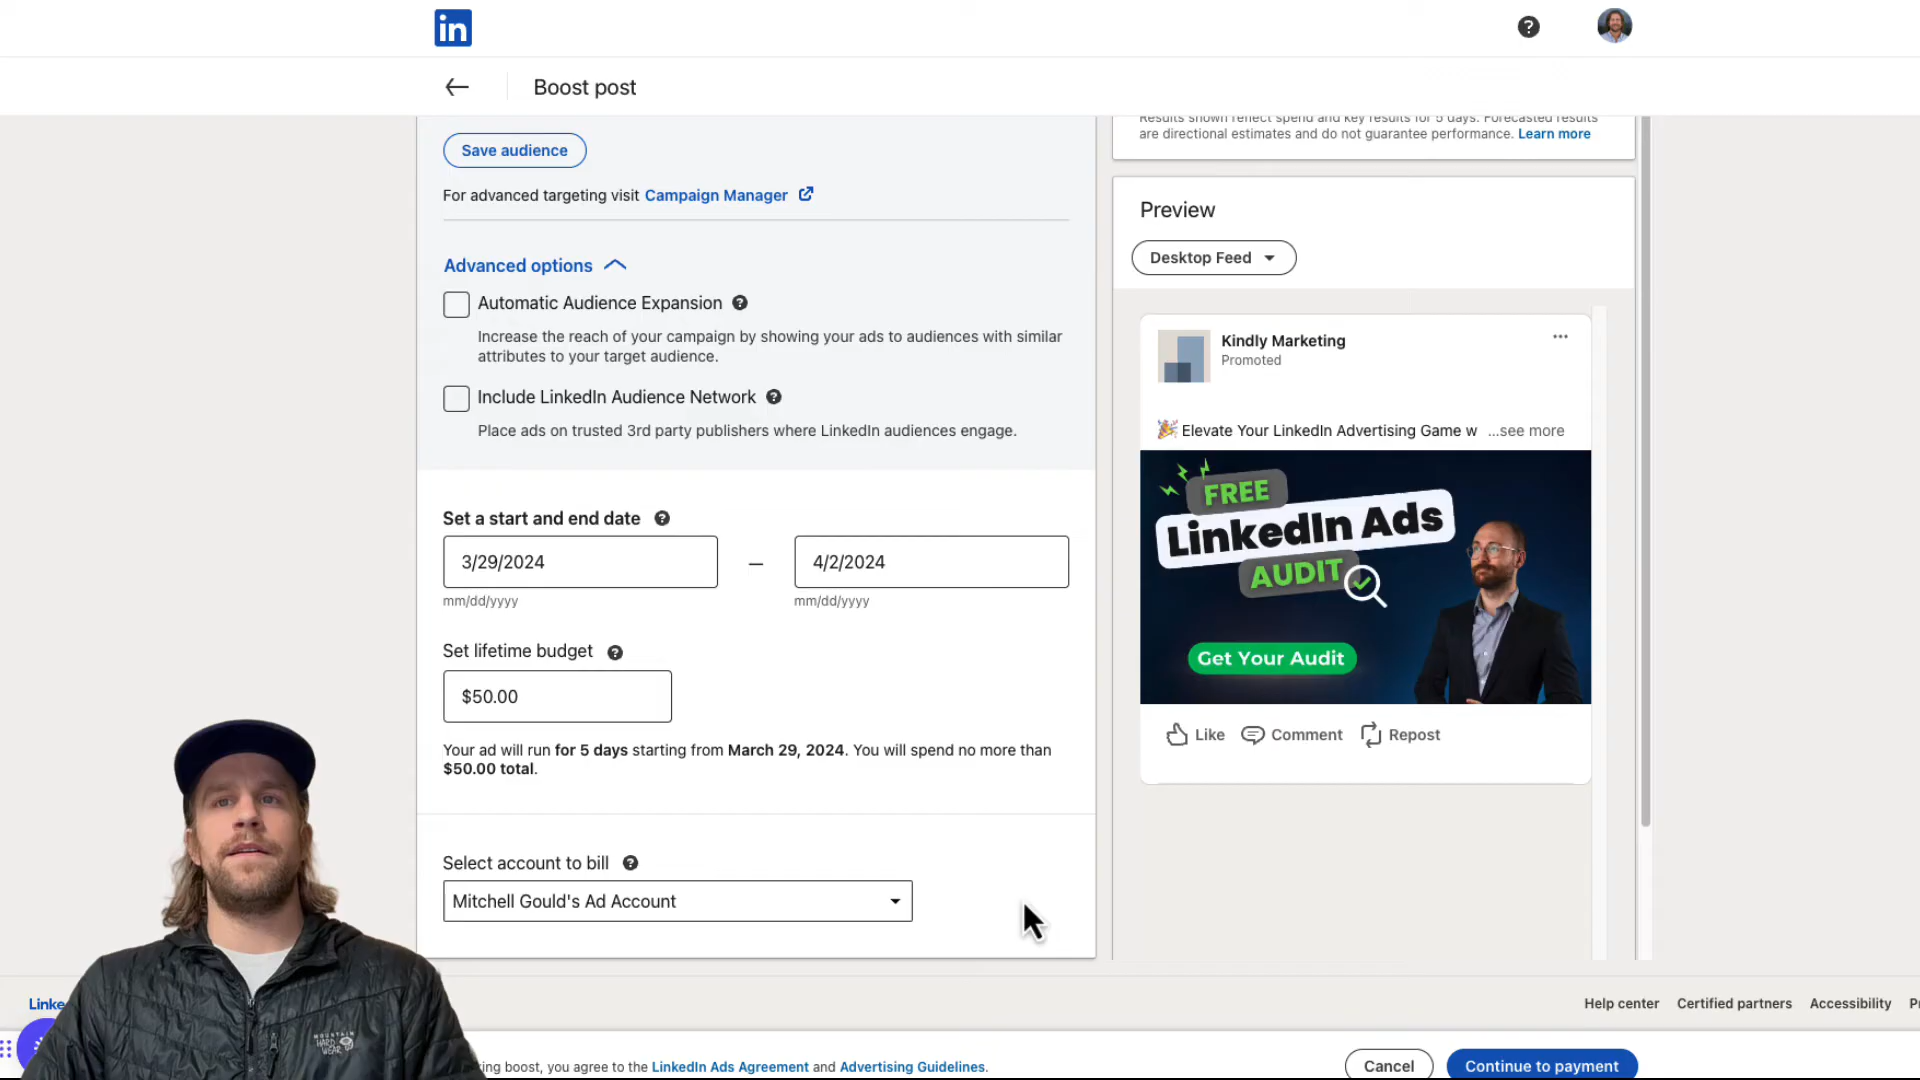 in
Boost post
Save audience
For advanced targeting visit Campaign Manager
Advanced options
Automatic Audience Expansion
Increase the reach of your campaign by showing your ads to audiences with similar
attributes to your target audience.
Include LinkedIn Audience Network
Place ads on trusted 3rd party publishers where LinkedIn audiences engage.
Set a start and end date
3/29/2024 — 4/2/2024
mm/dd/yyyy mm/dd/yyyy
Set lifetime budget
$50.00
Your ad will run for 5 days starting from March 29, 2024. You will spend no more than
$50.00 total.
Select account to bill
Mitchell Gould's Ad Account
Results shown reflect spend and key results for 5 days. Forecasted results
are directional estimates and do not guarantee performance. Learn more
Preview
Desktop Feed
Kindly Marketing
Promoted
🎉 Elevate Your LinkedIn Advertising Game w ...see more
FREE
LinkedIn Ads
AUDIT
Get Your Audit
Like Comment Repost
MOUNTAIN
HARD
WEAR
Linke
Help center Certified partners Accessibility P
ing boost, you agree to the LinkedIn Ads Agreement and Advertising Guidelines.
Cancel Continue to payment